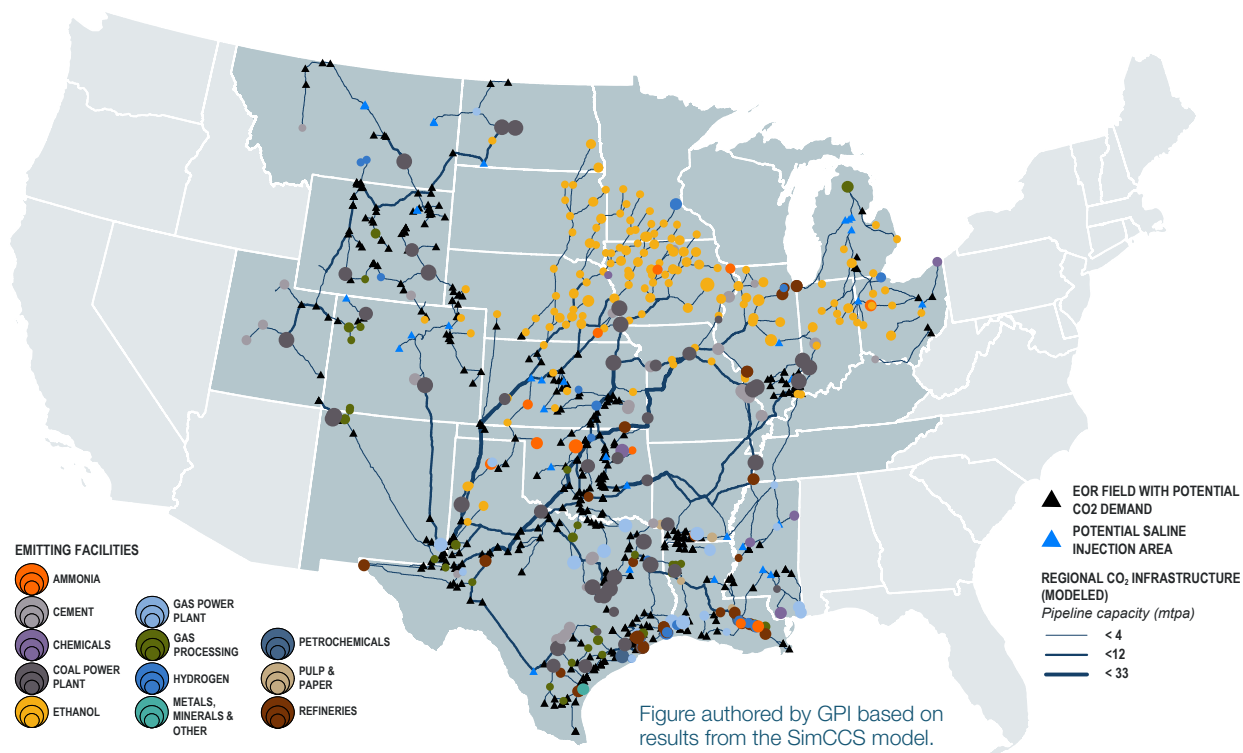 EOR FIELD WITH POTENTIAL
CO2 DEMAND
POTENTIAL SALINE
INJECTION AREA
REGIONAL CO₂ INFRASTRUCTURE
(MODELED)
Pipeline capacity (mtpa)
< 4
<12
< 33
EMITTING FACILITIES
AMMONIA
CEMENT
CHEMICALS
COAL POWER
PLANT
ETHANOL
GAS POWER
PLANT
GAS
PROCESSING
HYDROGEN
METALS,
MINERALS &
OTHER
PETROCHEMICALS
PULP &
PAPER
REFINERIES
Figure authored by GPI based on
results from the SimCCS model.